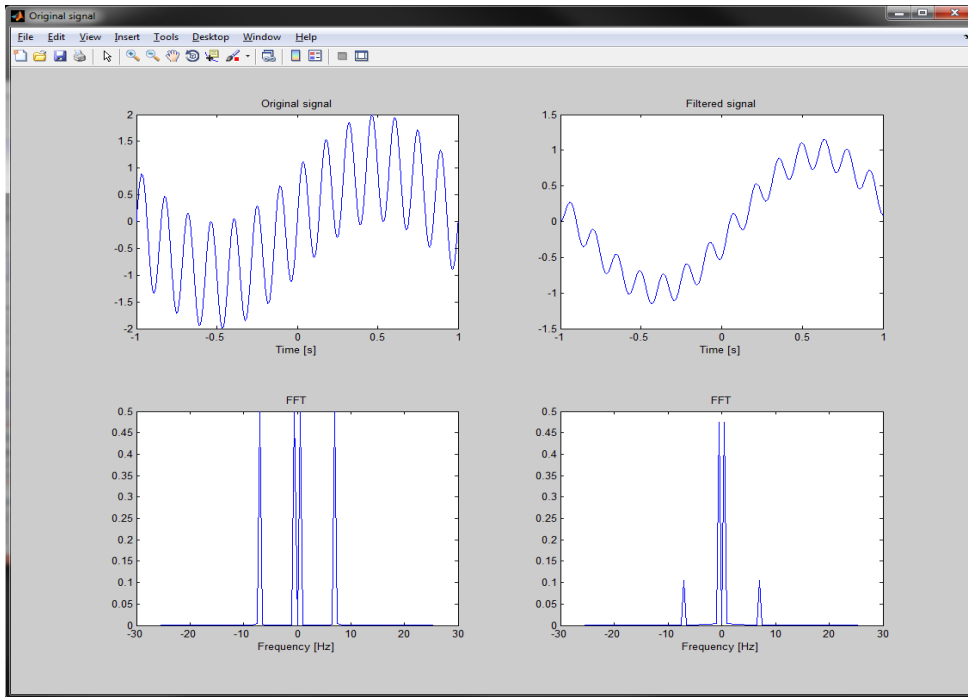 Original signal
File Edit View Insert Tools Desktop Window Help
Original signal
2
1.5
1
0.5
0
-0.5
-1
-1.5
-2
-1 -0.5 0 0.5 1
Time [s]
Filtered signal
1.5
1
0.5
0
-0.5
-1
-1.5
-1 -0.5 0 0.5 1
Time [s]
FFT
0.5
0.45
0.4
0.35
0.3
0.25
0.2
0.15
0.1
0.05
0
-30 -20 -10 0 10 20 30
Frequency [Hz]
FFT
0.5
0.45
0.4
0.35
0.3
0.25
0.2
0.15
0.1
0.05
0
-30 -20 -10 0 10 20 30
Frequency [Hz]